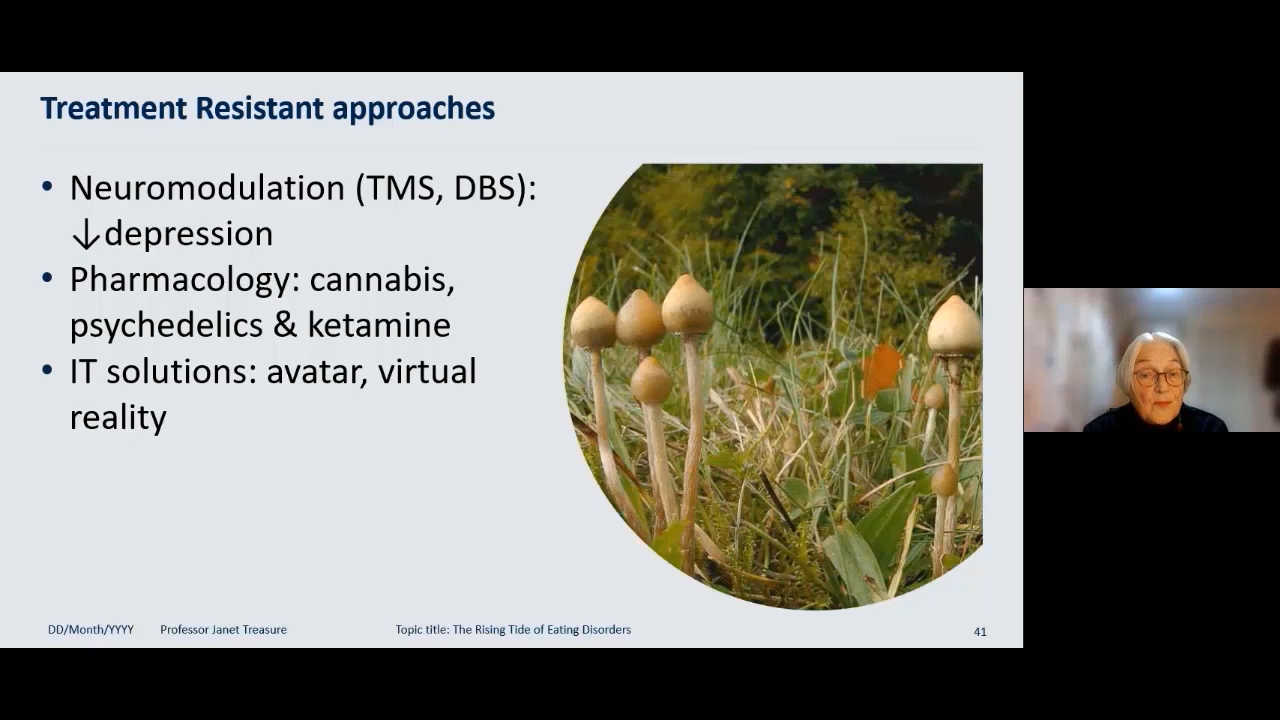 Treatment Resistant approaches
• Neuromodulation (TMS, DBS):
↓depression
• Pharmacology: cannabis,
psychedelics & ketamine
• IT solutions: avatar, virtual
reality
DD/Month/YYYY Professor Janet Treasure Topic title: The Rising Tide of Eating Disorders 41